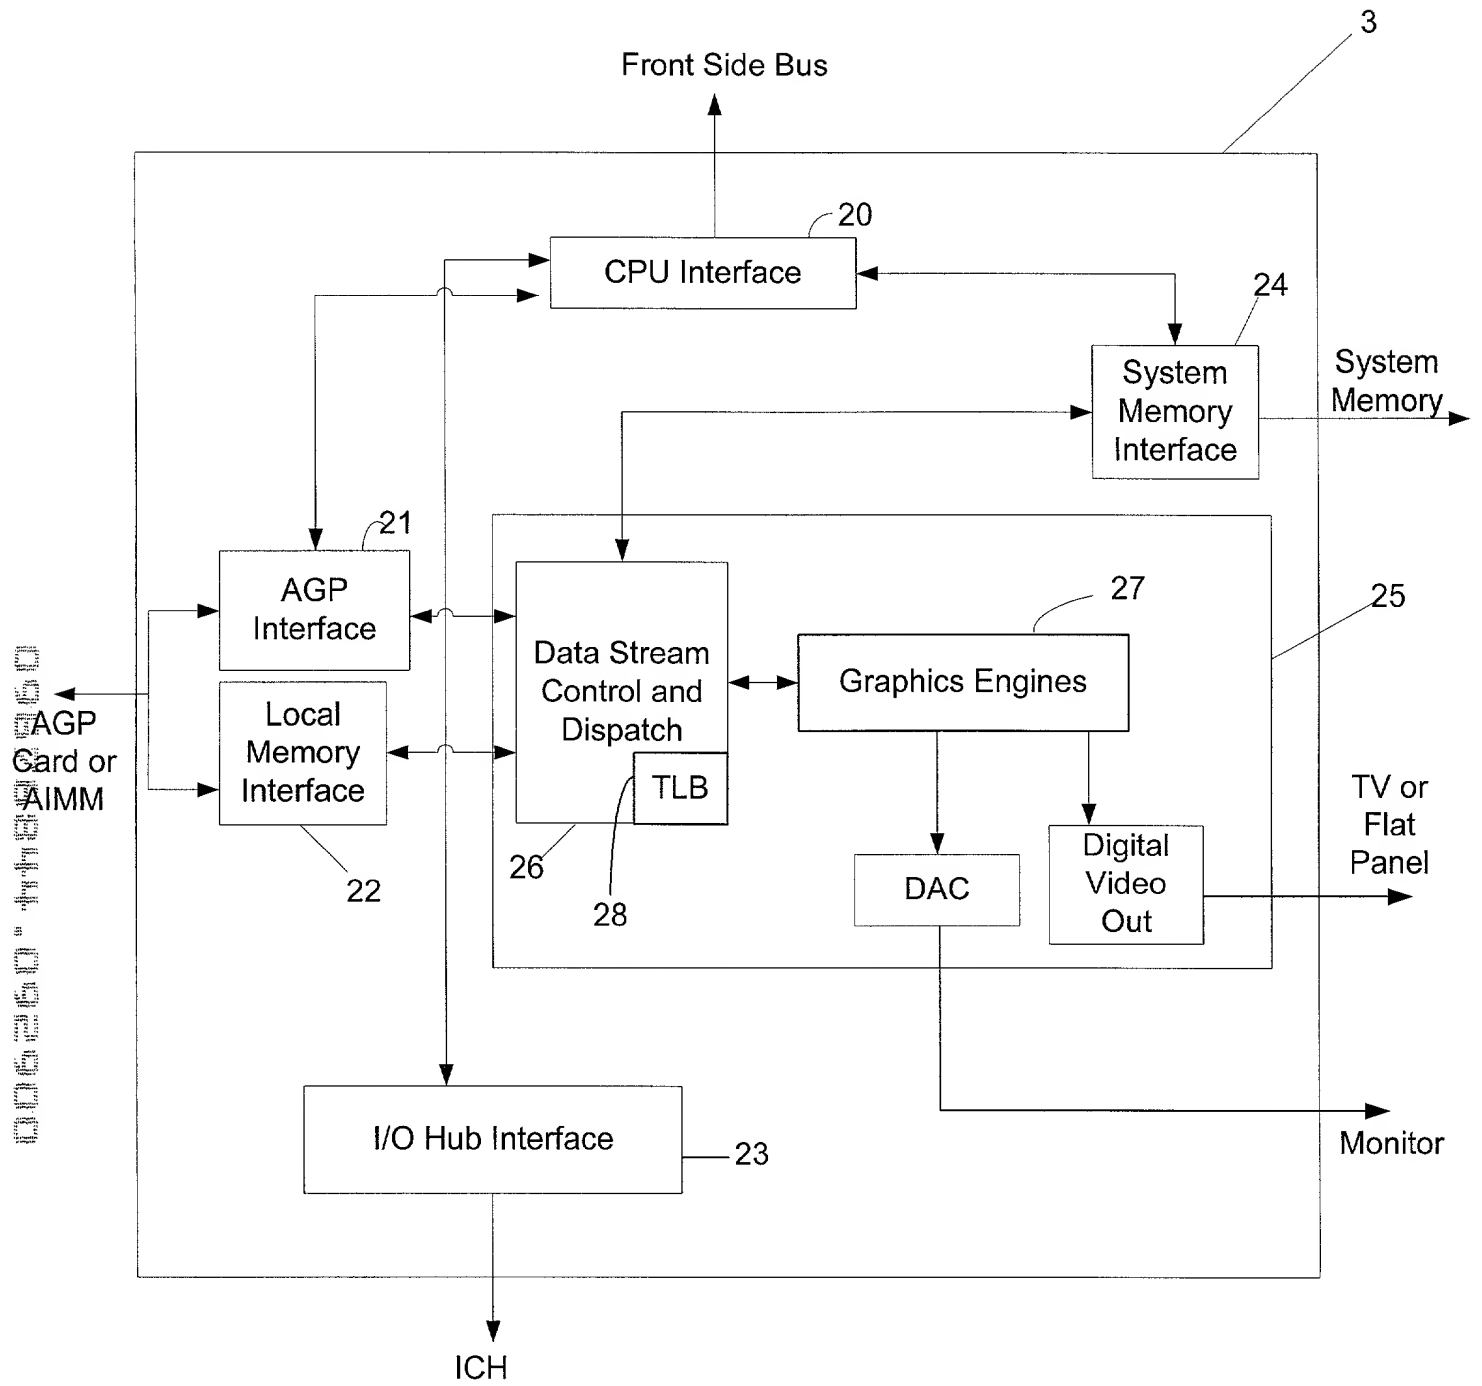 3
Front Side Bus
20
CPU Interface
24
System
Memory
Interface
System
Memory
21
AGP
Interface
25
27
Data Stream
Control and
Dispatch
Graphics Engines
AGP
Card or
AIMM
Local
Memory
Interface
TLB
TV or
Flat
Panel
26
22
28
DAC
Digital
Video
Out
I/O Hub Interface
23
Monitor
ICH